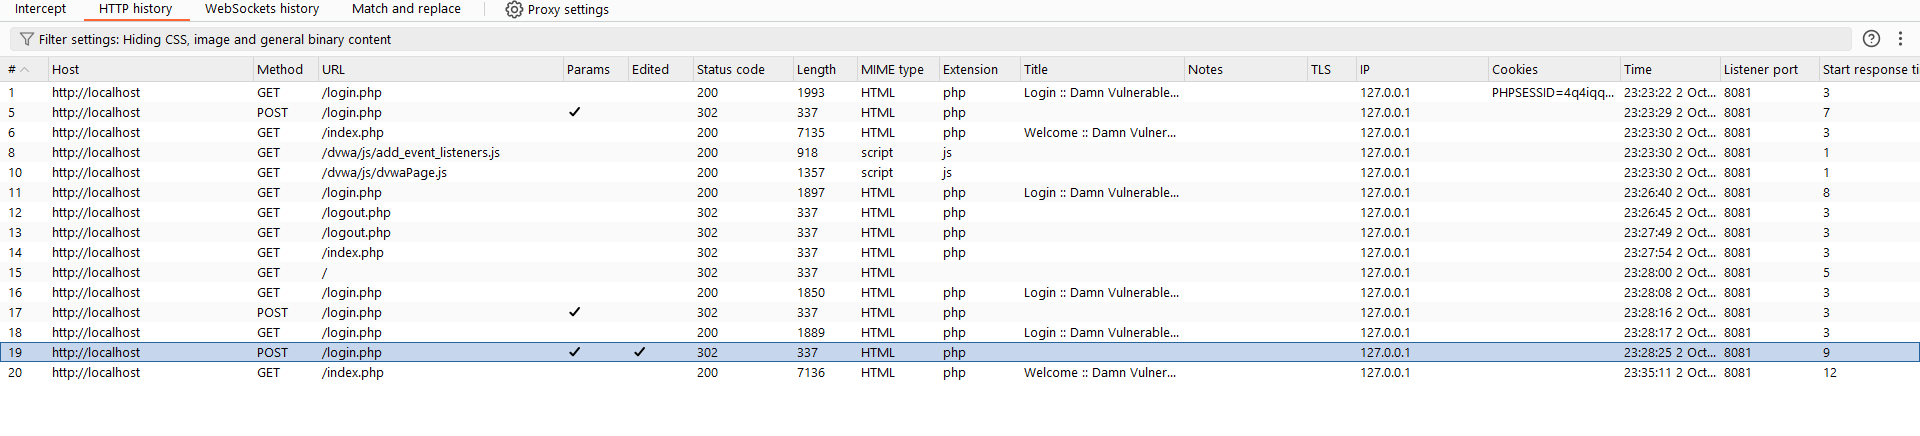 Intercept HTTP history WebSockets history Match and replace Proxy settings
Filter settings: Hiding CSS, image and general binary content
# Host Method URL Params Edited Status code Length MIME type Extension Title Notes TLS IP Cookies Time Listener port Start response ti
1 http://localhost GET /login.php 200 1993 HTML php Login :: Damn Vulnerable... 127.0.0.1 PHPSESSID=4q4iqq... 23:23:22 2 Oct... 8081 3
5 http://localhost POST /login.php ✓ 302 337 HTML php 127.0.0.1 23:23:29 2 Oct... 8081 7
6 http://localhost GET /index.php 200 7135 HTML php Welcome :: Damn Vulner... 127.0.0.1 23:23:30 2 Oct... 8081 3
8 http://localhost GET /dvwa/js/add_event_listeners.js 200 918 script js 127.0.0.1 23:23:30 2 Oct... 8081 1
10 http://localhost GET /dvwa/js/dvwaPage.js 200 1357 script js 127.0.0.1 23:23:30 2 Oct... 8081 1
11 http://localhost GET /login.php 200 1897 HTML php Login :: Damn Vulnerable... 127.0.0.1 23:26:40 2 Oct... 8081 8
12 http://localhost GET /logout.php 302 337 HTML php 127.0.0.1 23:26:45 2 Oct... 8081 3
13 http://localhost GET /logout.php 302 337 HTML php 127.0.0.1 23:27:49 2 Oct... 8081 3
14 http://localhost GET /index.php 302 337 HTML php 127.0.0.1 23:27:54 2 Oct... 8081 3
15 http://localhost GET / 302 337 HTML 127.0.0.1 23:28:00 2 Oct... 8081 5
16 http://localhost GET /login.php 200 1850 HTML php Login :: Damn Vulnerable... 127.0.0.1 23:28:08 2 Oct... 8081 3
17 http://localhost POST /login.php ✓ 302 337 HTML php 127.0.0.1 23:28:16 2 Oct... 8081 3
18 http://localhost GET /login.php 200 1889 HTML php Login :: Damn Vulnerable... 127.0.0.1 23:28:17 2 Oct... 8081 3
19 http://localhost POST /login.php ✓ ✓ 302 337 HTML php 127.0.0.1 23:28:25 2 Oct... 8081 9
20 http://localhost GET /index.php 200 7136 HTML php Welcome :: Damn Vulner... 127.0.0.1 23:35:11 2 Oct... 8081 12